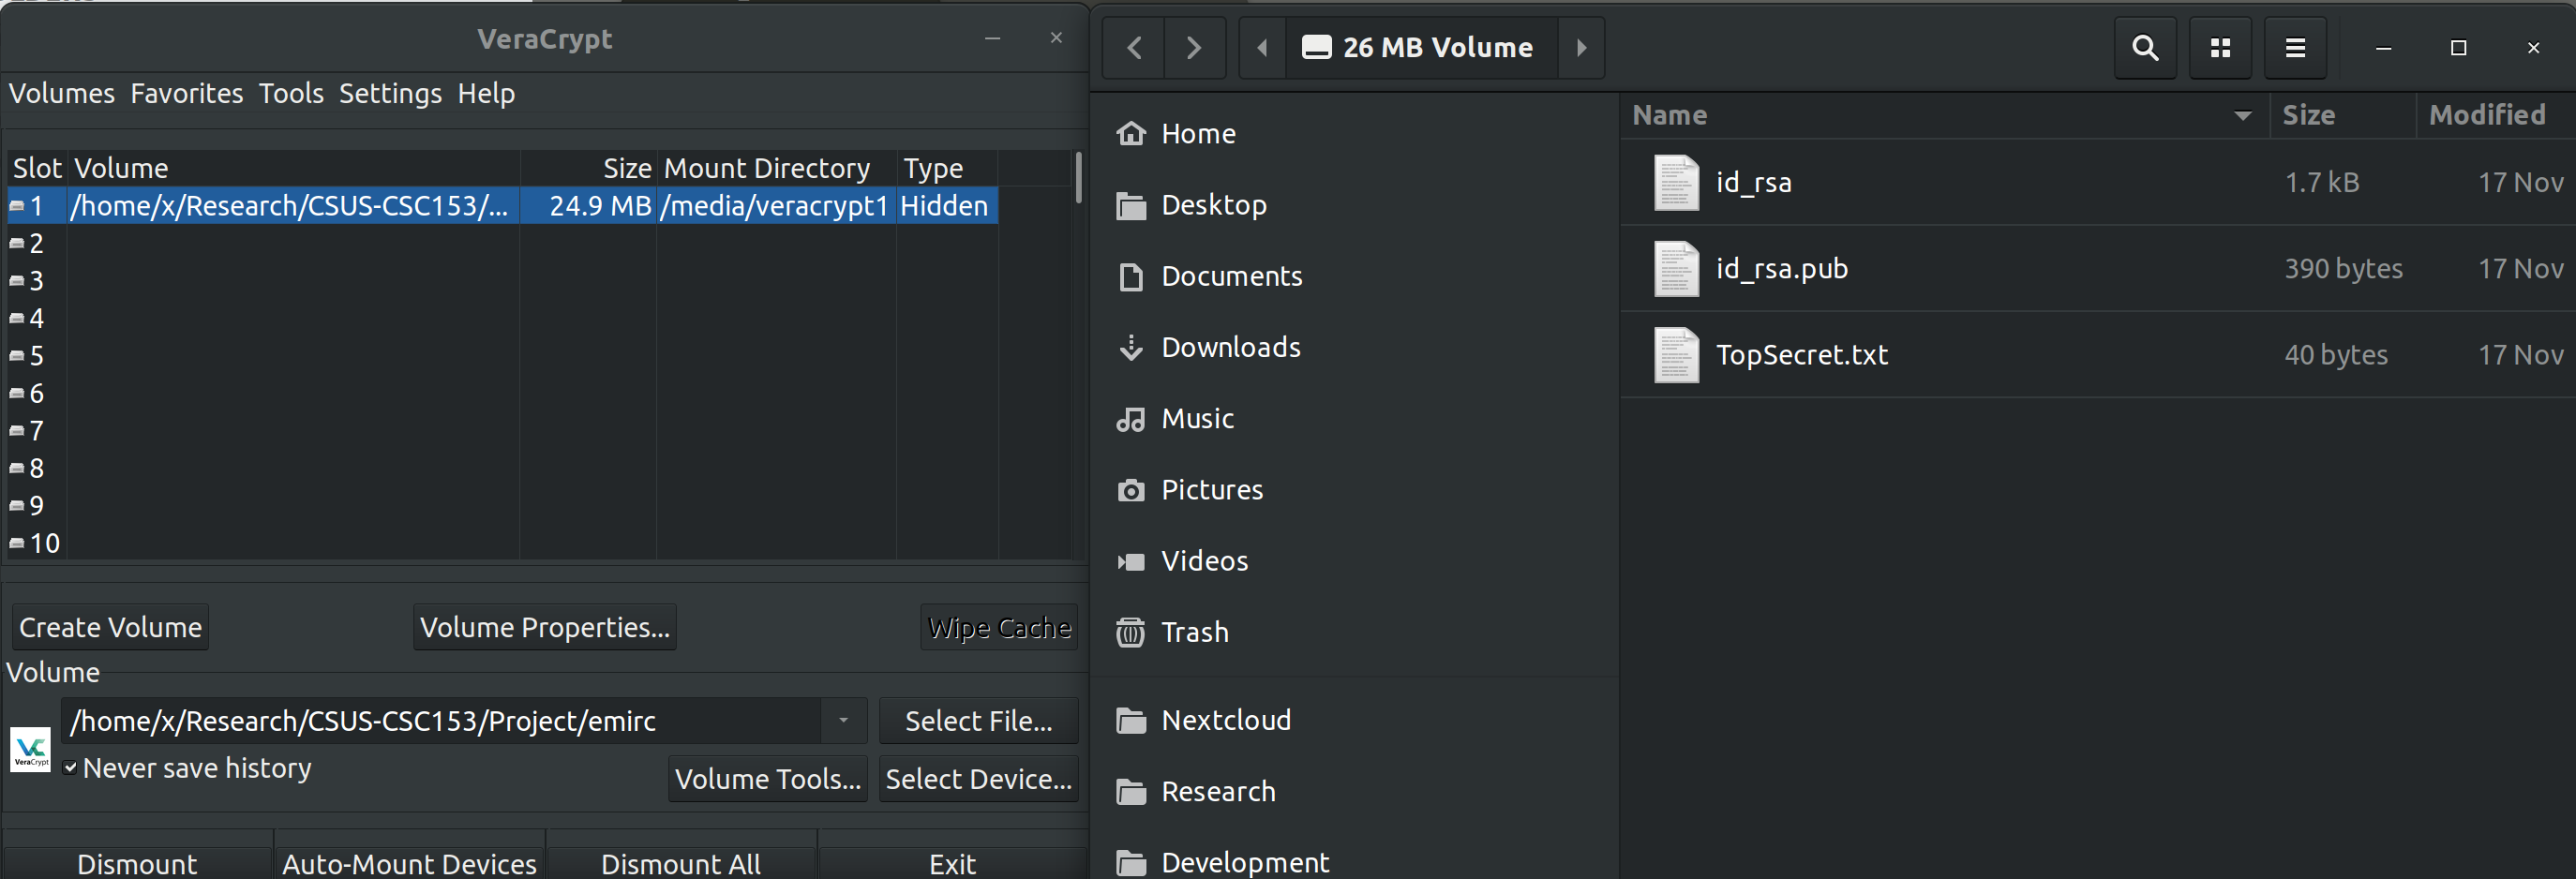 VeraCrypt
Volumes Favorites Tools Settings Help
Slot Volume Size Mount Directory Type
1 /home/x/Research/CSUS-CSC153/... 24.9 MB /media/veracrypt1 Hidden
2
3
4
5
6
7
8
9
10
Create Volume Volume Properties... Wipe Cache
Volume
/home/x/Research/CSUS-CSC153/Project/emirc Select File...
VC
VeraCrypt
Never save history Volume Tools... Select Device...
Dismount Auto-Mount Devices Dismount All Exit
26 MB Volume
Home
Desktop
Documents
Downloads
Music
Pictures
Videos
Trash
Nextcloud
Research
Development
Name Size Modified
id_rsa 1.7 kB 17 Nov
id_rsa.pub 390 bytes 17 Nov
TopSecret.txt 40 bytes 17 Nov